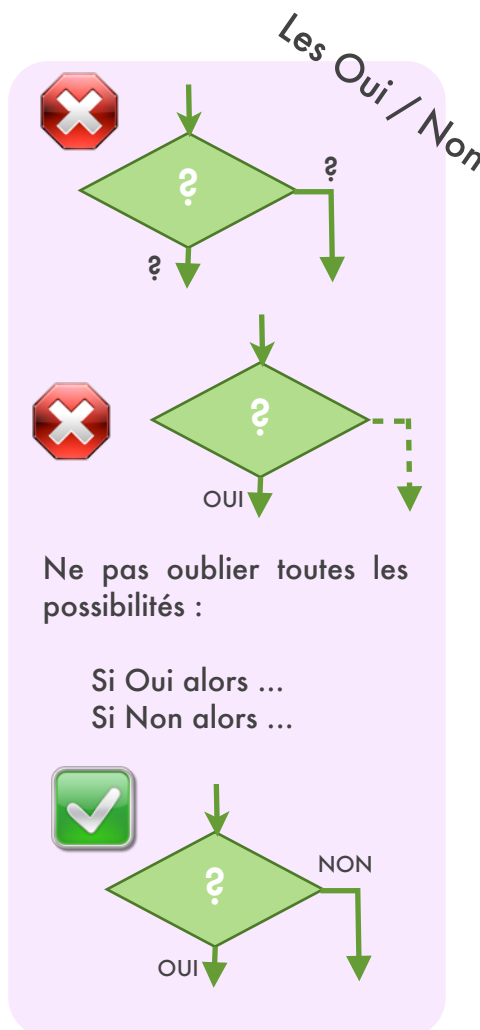 Les Oui / Non
?
?
?
?
OUI
Ne pas oublier toutes les
possibilités :
Si Oui alors ...
Si Non alors ...
?
NON
OUI